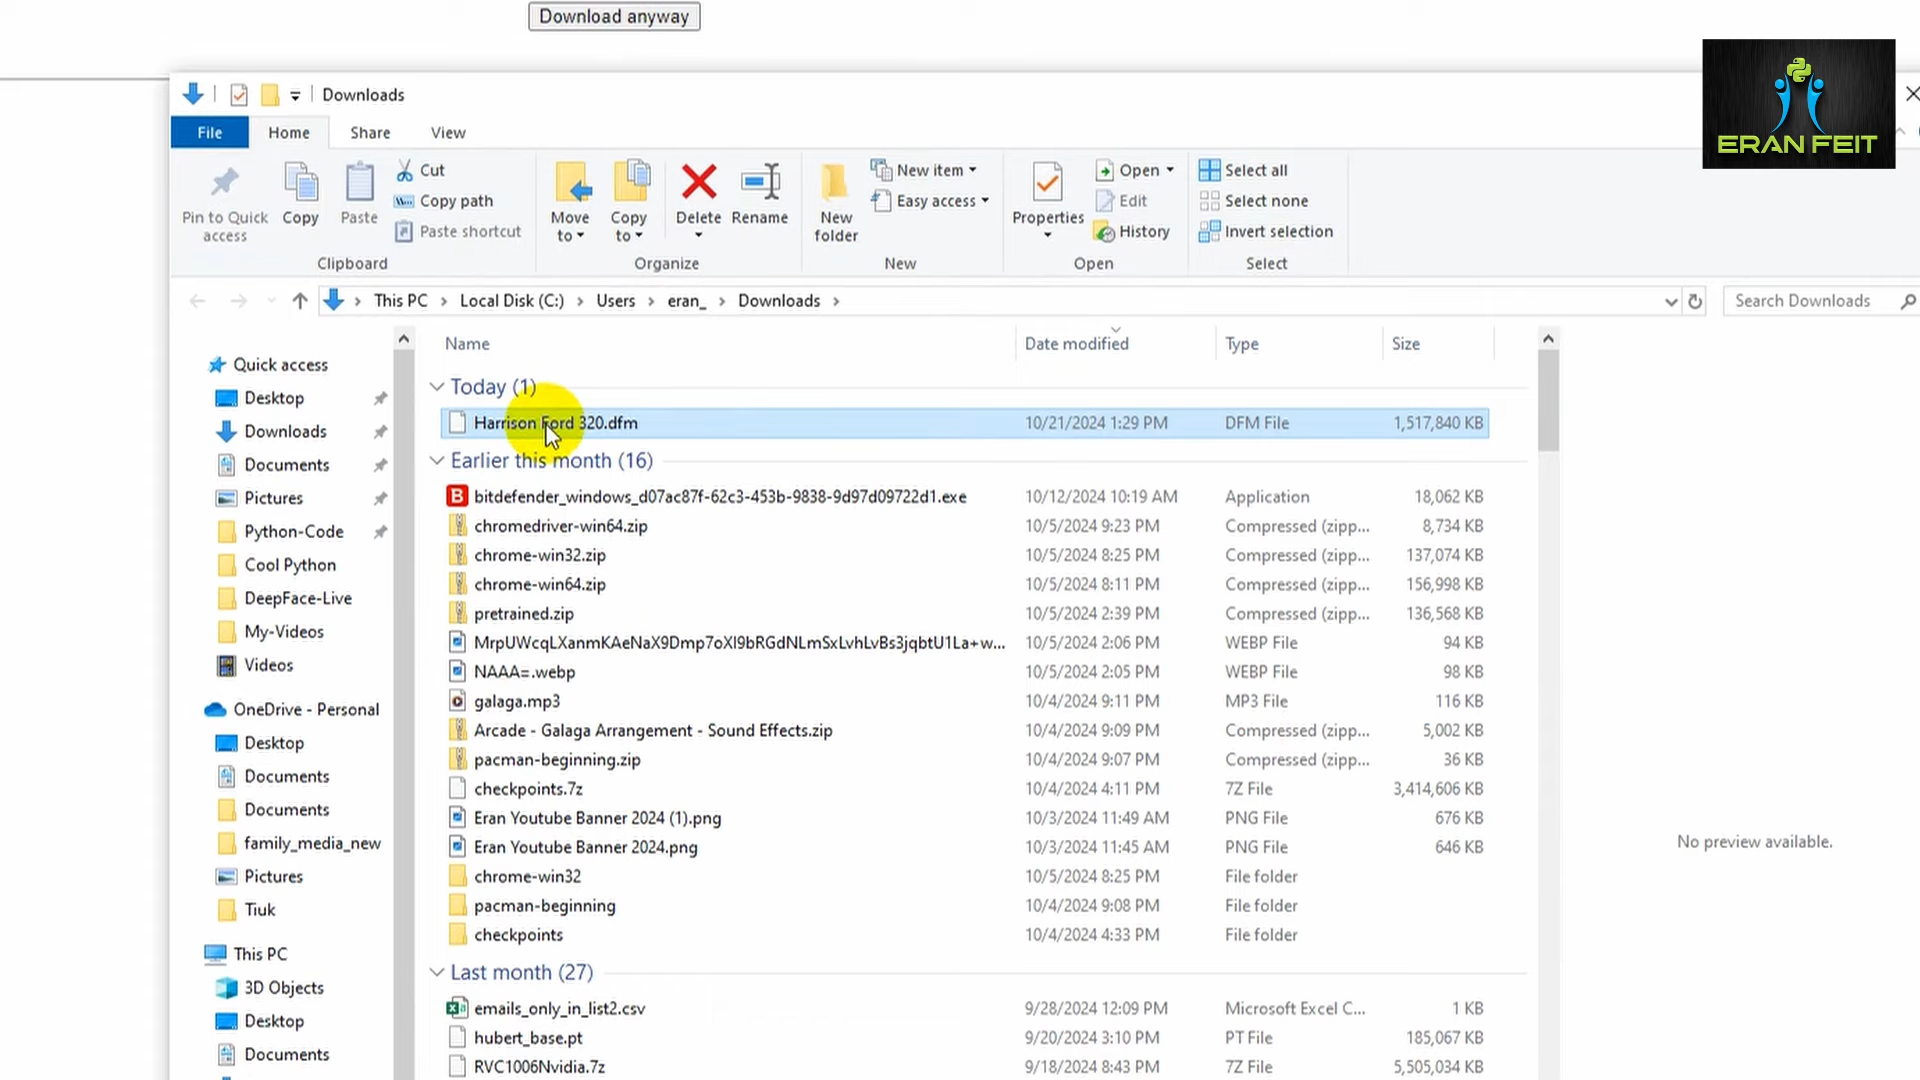 Download anyway
Downloads
ERAN FEIT
File Home Share View
Pin to Quick access
Copy
Paste
Cut
Copy path
Paste shortcut
Clipboard
Move to
Copy to
Delete
Rename
Organize
New folder
New item
Easy access
New
Properties
Open
Edit
History
Open
Select all
Select none
Invert selection
Select
This PC > Local Disk (C:) > Users > eran_ > Downloads >
Search Downloads
Quick access
Desktop
Downloads
Documents
Pictures
Python-Code
Cool Python
DeepFace-Live
My-Videos
Videos
OneDrive - Personal
Desktop
Documents
Documents
family_media_new
Pictures
Tiuk
This PC
3D Objects
Desktop
Documents
Name Date modified Type Size
Today (1)
Harrison Ford 320.dfm 10/21/2024 1:29 PM DFM File 1,517,840 KB
Earlier this month (16)
bitdefender_windows_d07ac87f-62c3-453b-9838-9d97d09722d1.exe 10/12/2024 10:19 AM Application 18,062 KB
chromedriver-win64.zip 10/5/2024 9:23 PM Compressed (zipp... 8,734 KB
chrome-win32.zip 10/5/2024 8:25 PM Compressed (zipp... 137,074 KB
chrome-win64.zip 10/5/2024 8:11 PM Compressed (zipp... 156,998 KB
pretrained.zip 10/5/2024 2:39 PM Compressed (zipp... 136,568 KB
MrpUWcqLXanmKAeNaX9Dmp7oXI9bRGdNLmSxLvhLvBs3jqbtU1La+w... 10/5/2024 2:06 PM WEBP File 94 KB
NAAA=.webp 10/5/2024 2:05 PM WEBP File 98 KB
galaga.mp3 10/4/2024 9:11 PM MP3 File 116 KB
Arcade - Galaga Arrangement - Sound Effects.zip 10/4/2024 9:09 PM Compressed (zipp... 5,002 KB
pacman-beginning.zip 10/4/2024 9:07 PM Compressed (zipp... 36 KB
checkpoints.7z 10/4/2024 4:11 PM 7Z File 3,414,606 KB
Eran Youtube Banner 2024 (1).png 10/3/2024 11:49 AM PNG File 676 KB
Eran Youtube Banner 2024.png 10/3/2024 11:45 AM PNG File 646 KB
chrome-win32 10/5/2024 8:25 PM File folder
pacman-beginning 10/4/2024 9:08 PM File folder
checkpoints 10/4/2024 4:33 PM File folder
Last month (27)
emails_only_in_list2.csv 9/28/2024 12:09 PM Microsoft Excel C... 1 KB
hubert_base.pt 9/20/2024 3:10 PM PT File 185,067 KB
RVC1006Nvidia.7z 9/18/2024 8:43 PM 7Z File 5,505,034 KB
No preview available.